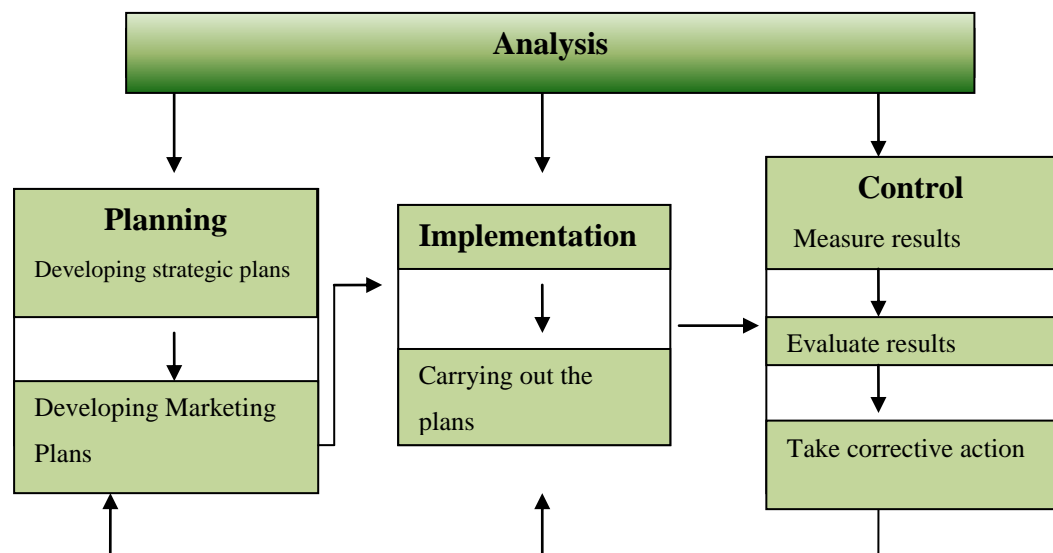 Analysis
Planning
Developing strategic plans
Developing Marketing
Plans
Implementation
Carrying out the
plans
Control
Measure results
Evaluate results
Take corrective action